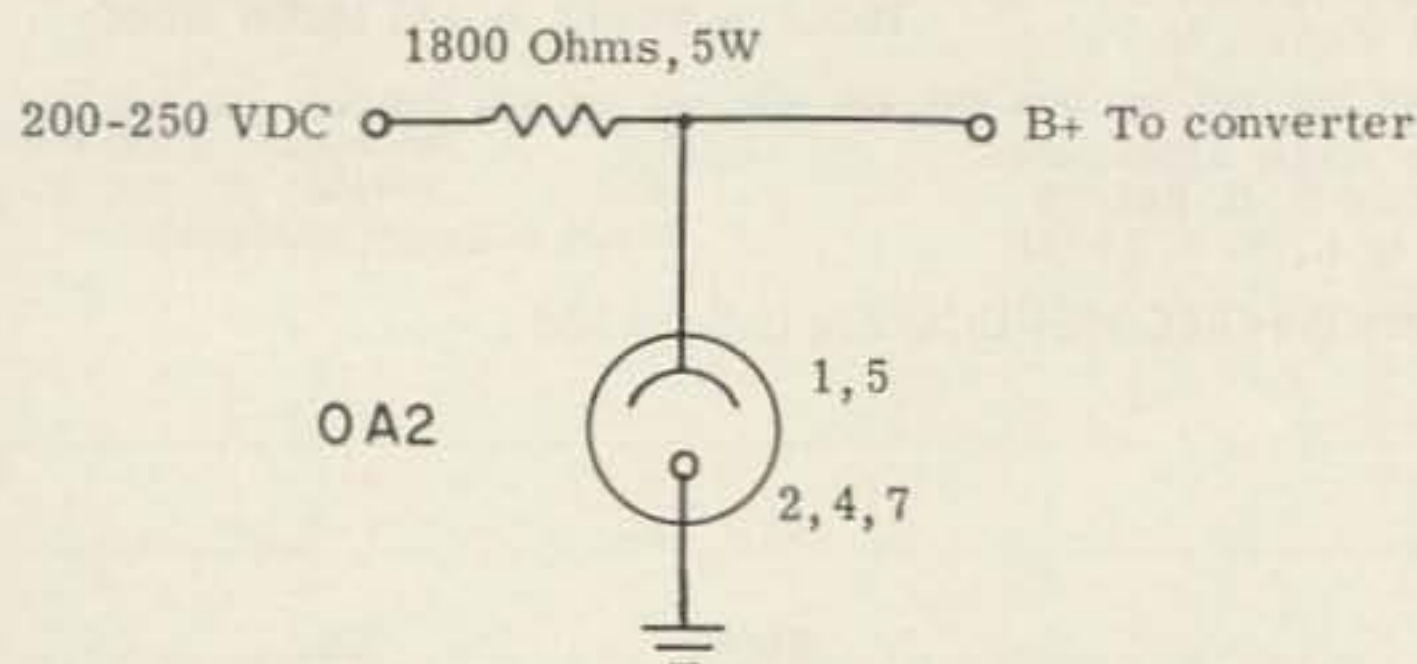 1800 Ohms, 5W
200-250 VDC
B+ To converter
1, 5
OA2
2, 4, 7